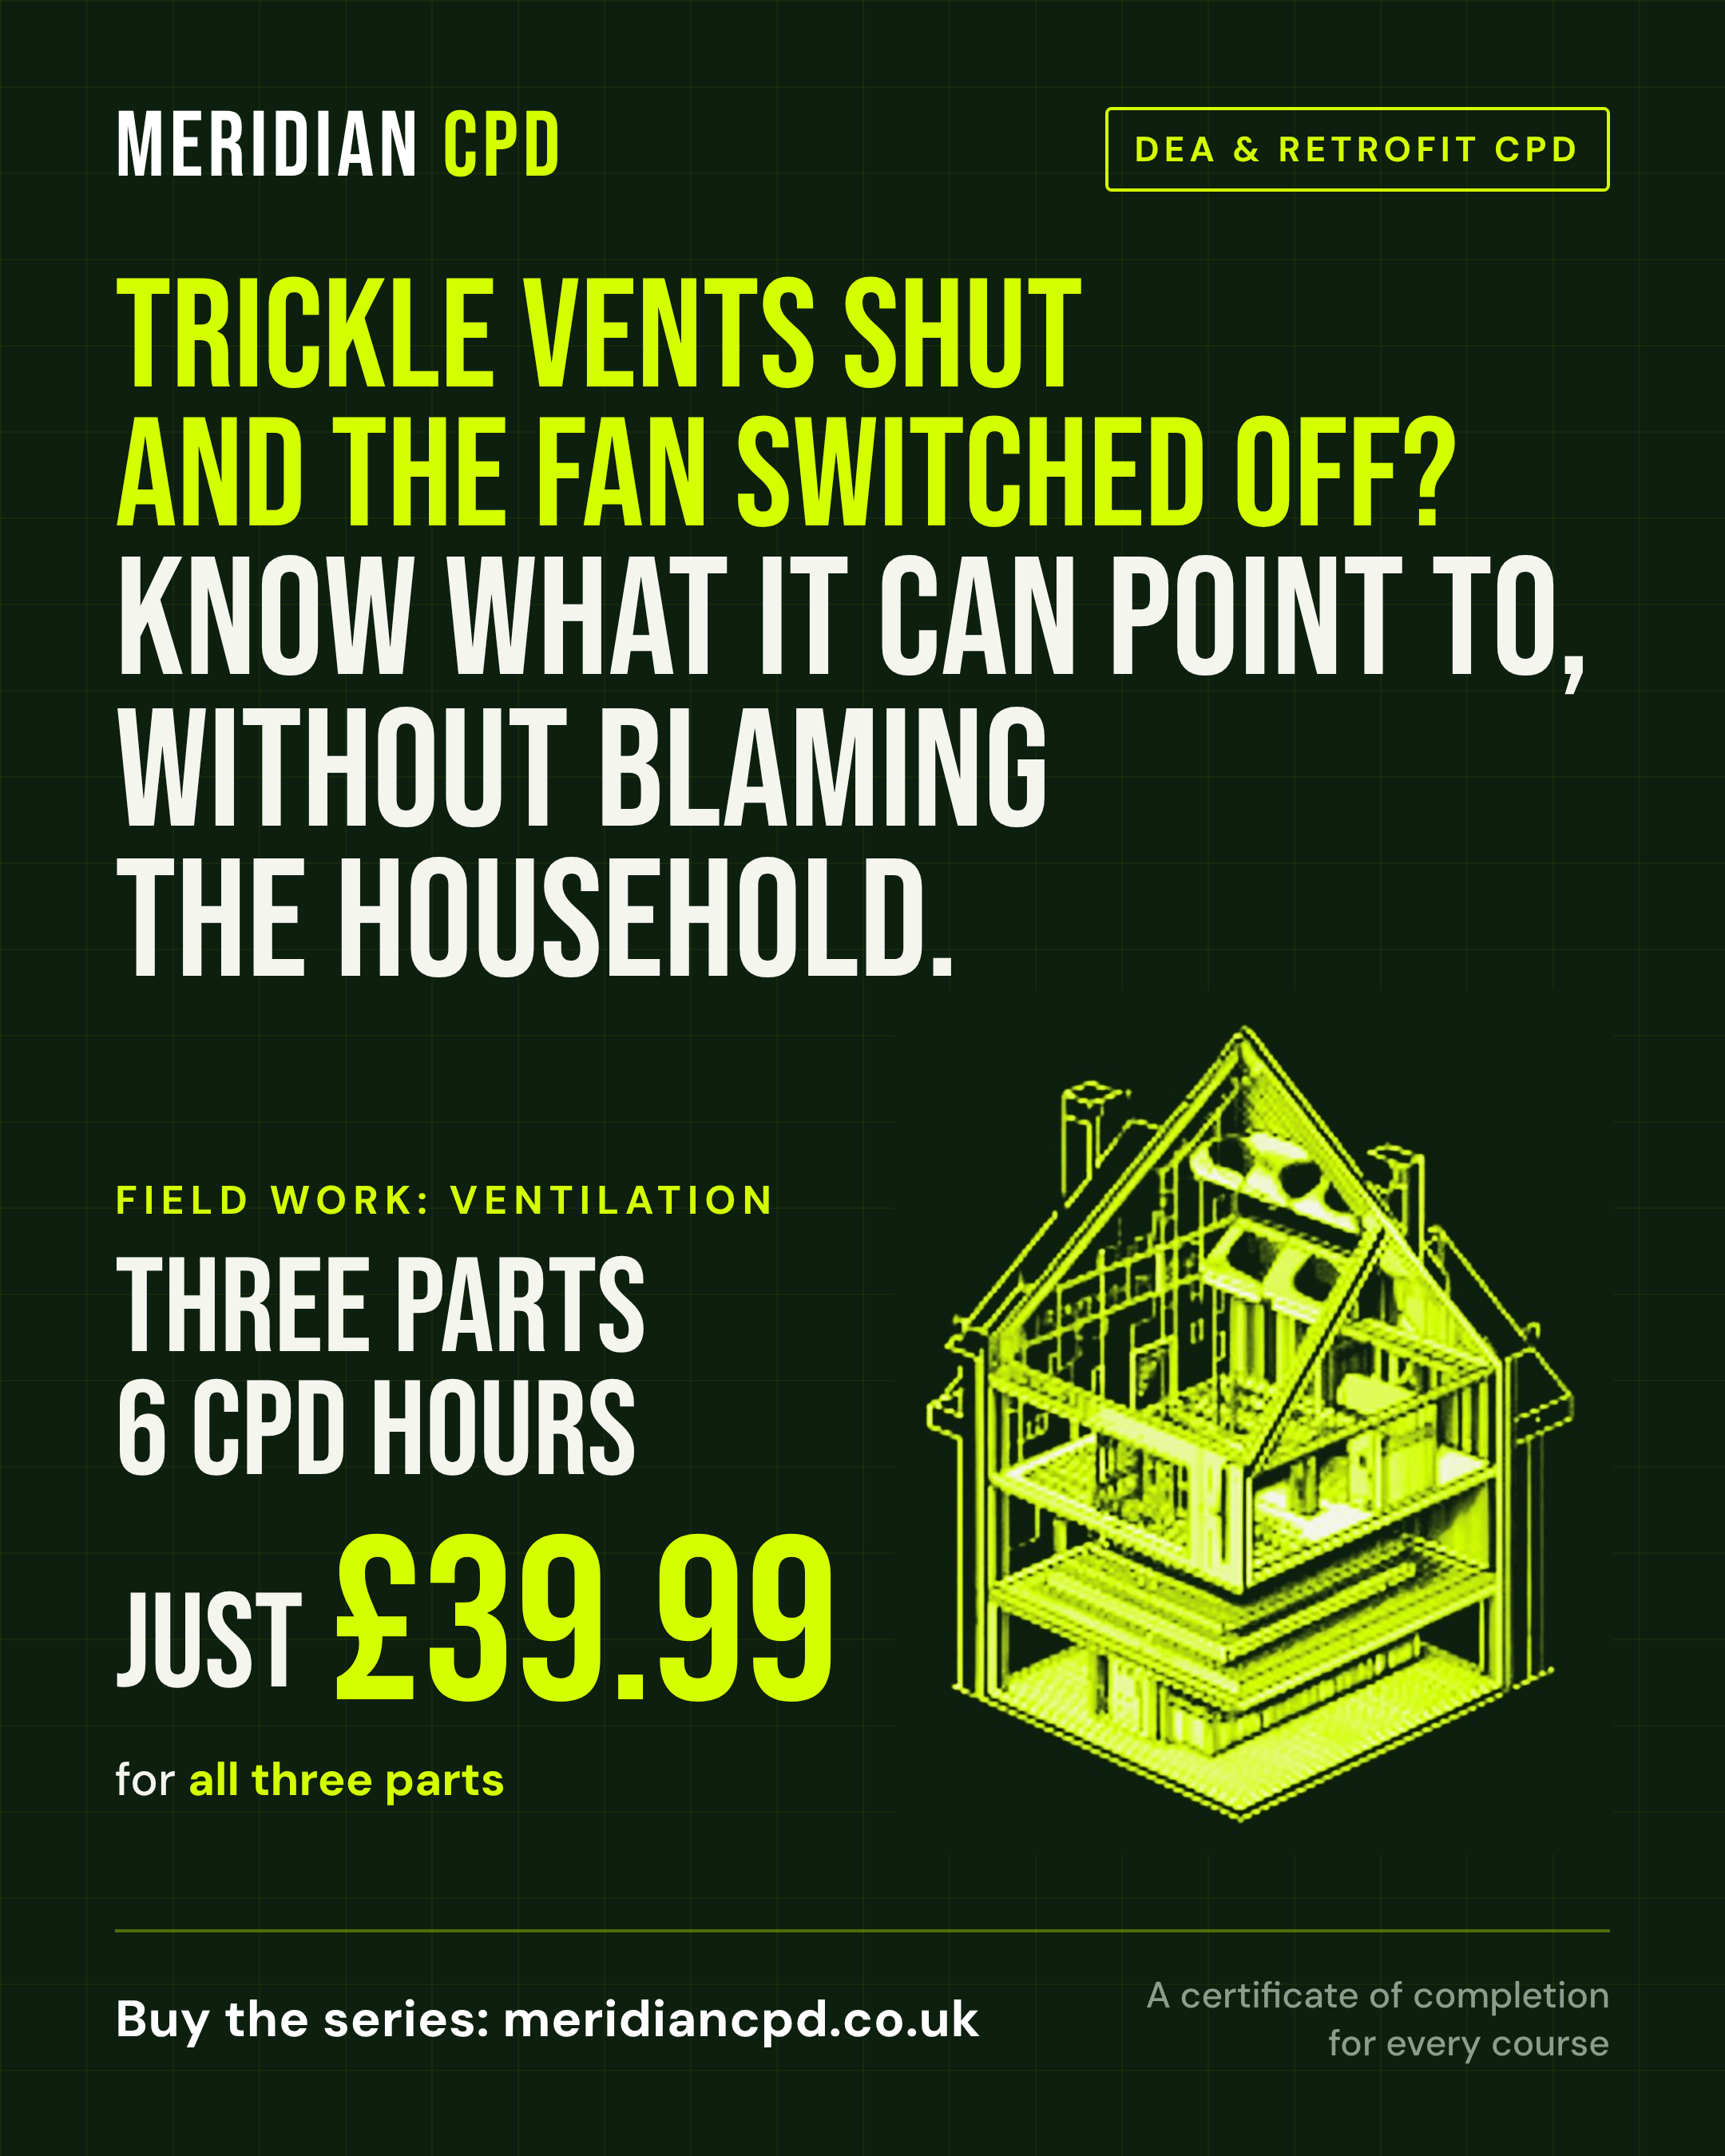 MERIDIAN CPD
DEA & RETROFIT CPD
TRICKLE VENTS SHUT
AND THE FAN SWITCHED OFF?
KNOW WHAT IT CAN POINT TO,
WITHOUT BLAMING
THE HOUSEHOLD.
FIELD WORK: VENTILATION
THREE PARTS
6 CPD HOURS
JUST £39.99
for all three parts
Buy the series: meridiancpd.co.uk
A certificate of completion
for every course